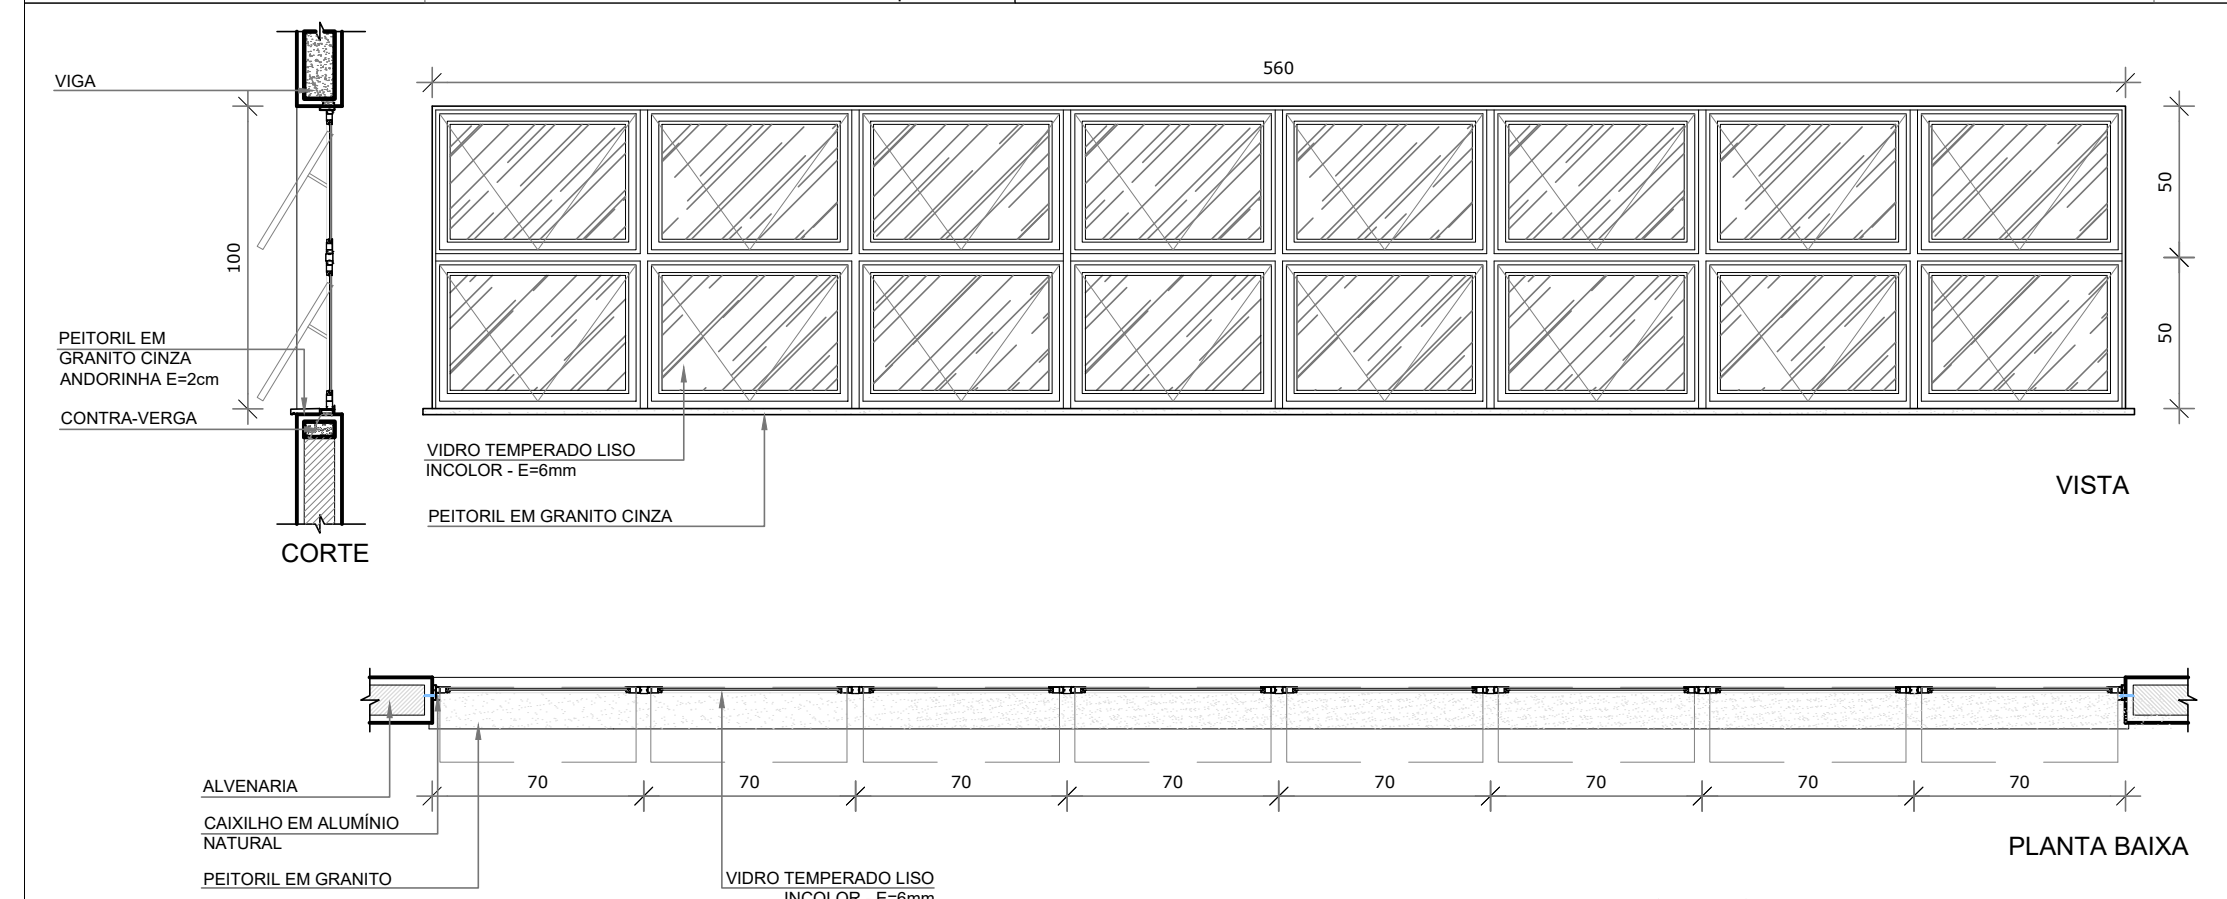 VIGA
560
50
100
50
PEITORIL EM
GRANITO CINZA
ANDORINHA E=2cm
CONTRA-VERGA
VIDRO TEMPERADO LISO
INCOLOR - E=6mm
PEITORIL EM GRANITO CINZA
VISTA
CORTE
70 70 70 70 70 70 70 70
ALVENARIA
CAIXILHO EM ALUMÍNIO
NATURAL
PLANTA BAIXA
PEITORIL EM GRANITO
VIDRO TEMPERADO LISO
INCOLOR - E=6mm